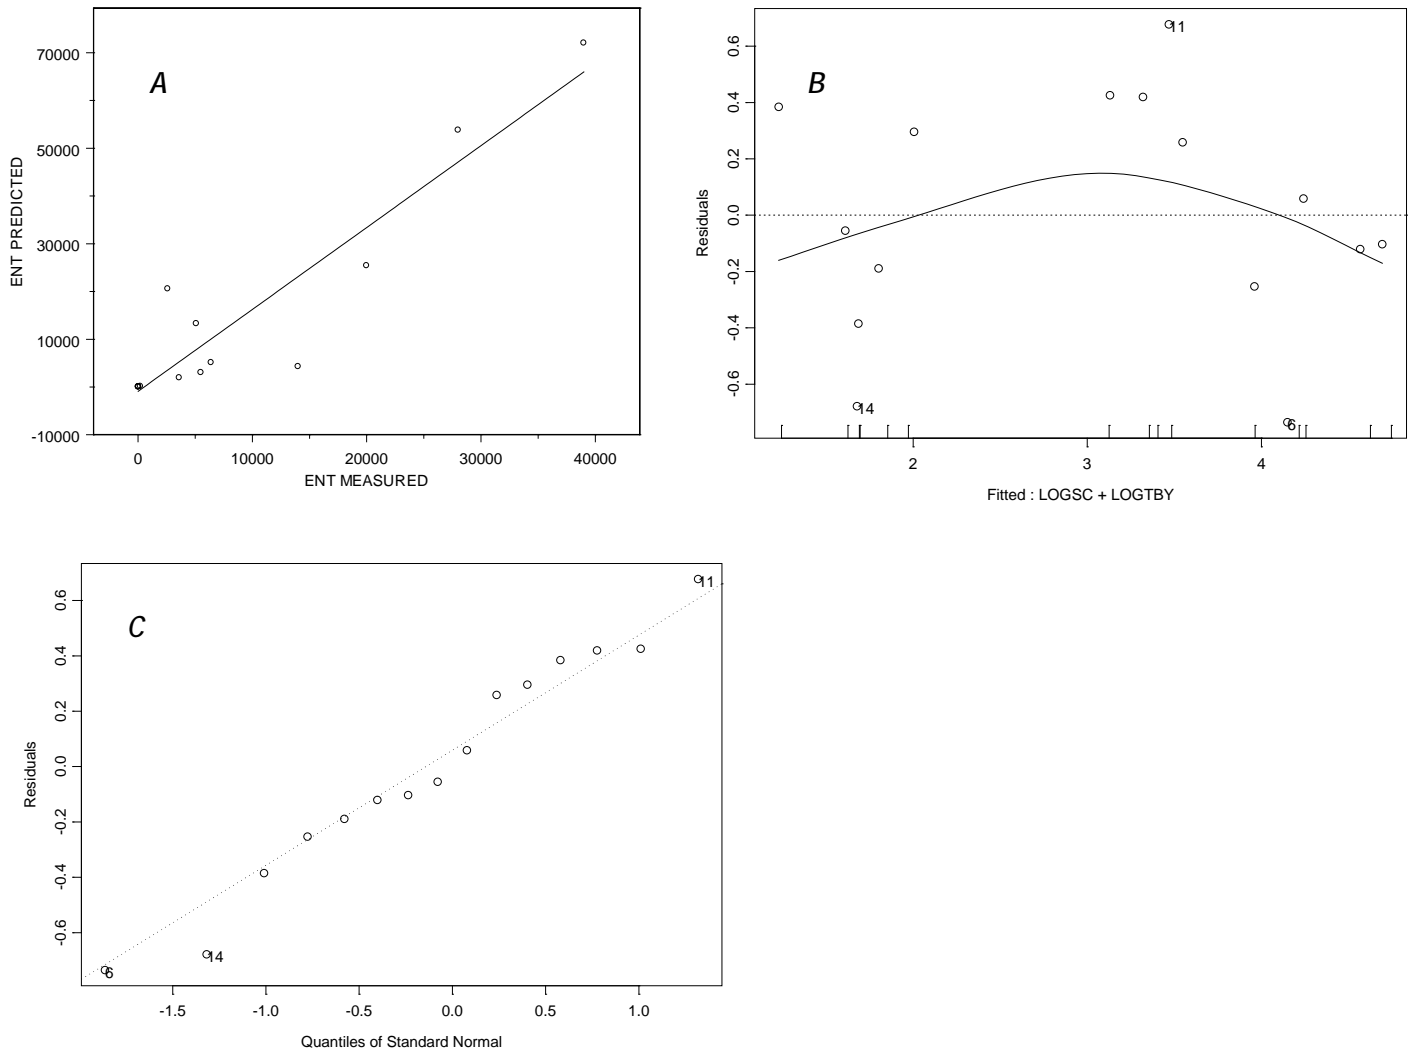 A
70000
50000
30000
10000
-10000
ENT PREDICTED
0 10000 20000 30000 40000
ENT MEASURED
B
0.6
0.4
0.2
0.0
-0.2
-0.4
-0.6
Residuals
11
14
6
2 3 4
Fitted : LOGSC + LOGTBY
C
0.6
0.4
0.2
0.0
-0.2
-0.4
-0.6
Residuals
11
14
6
-1.5 -1.0 -0.5 0.0 0.5 1.0
Quantiles of Standard Normal